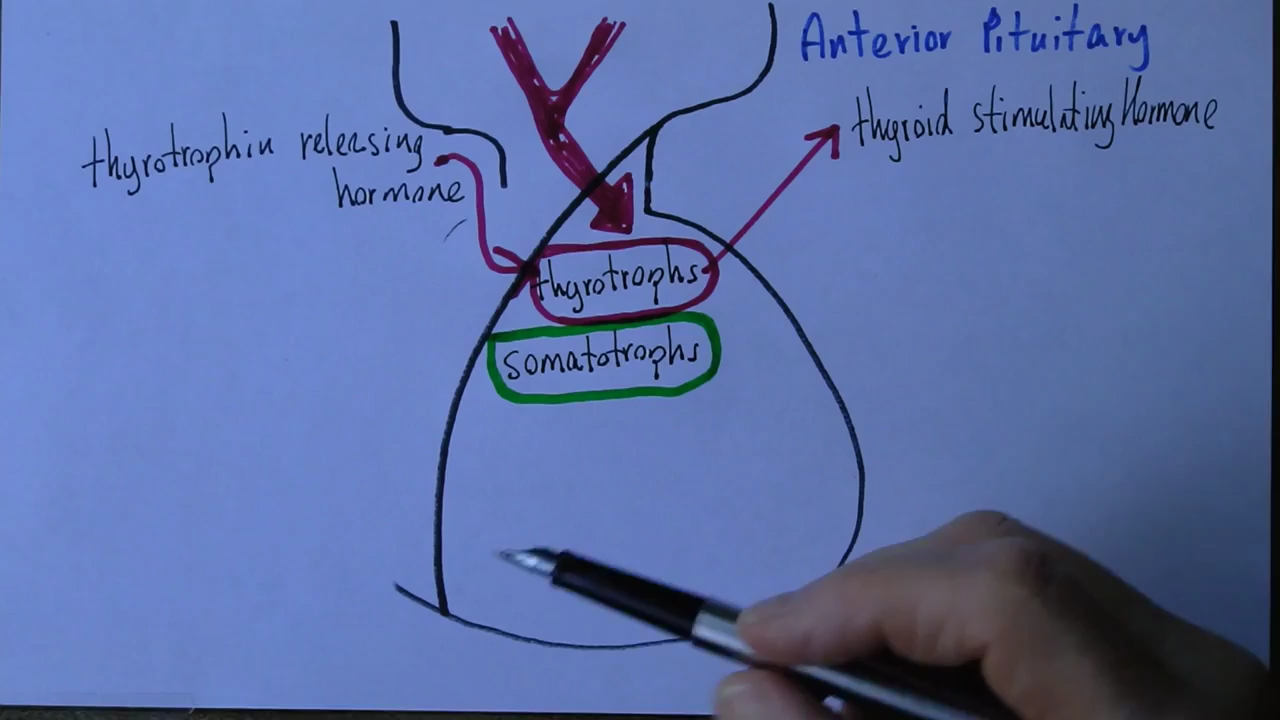 Anterior Pituitary
thyroid stimulating Hormone
thyrotrophin releasing
hormone
thyrotrophs
somatotrophs